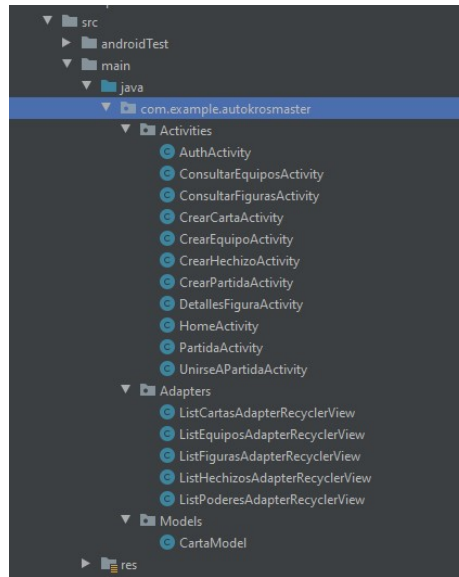 src
androidTest
main
java
com.example.autokrosmaster
Activities
AuthActivity
ConsultarEquiposActivity
ConsultarFigurasActivity
CrearCartaActivity
CrearEquipoActivity
CrearHechizoActivity
CrearPartidaActivity
DetallesFiguraActivity
HomeActivity
PartidaActivity
UnirseAPartidaActivity
Adapters
ListCartasAdapterRecyclerView
ListEquiposAdapterRecyclerView
ListFigurasAdapterRecyclerView
ListHechizosAdapterRecyclerView
ListPoderesAdapterRecyclerView
Models
CartaModel
res